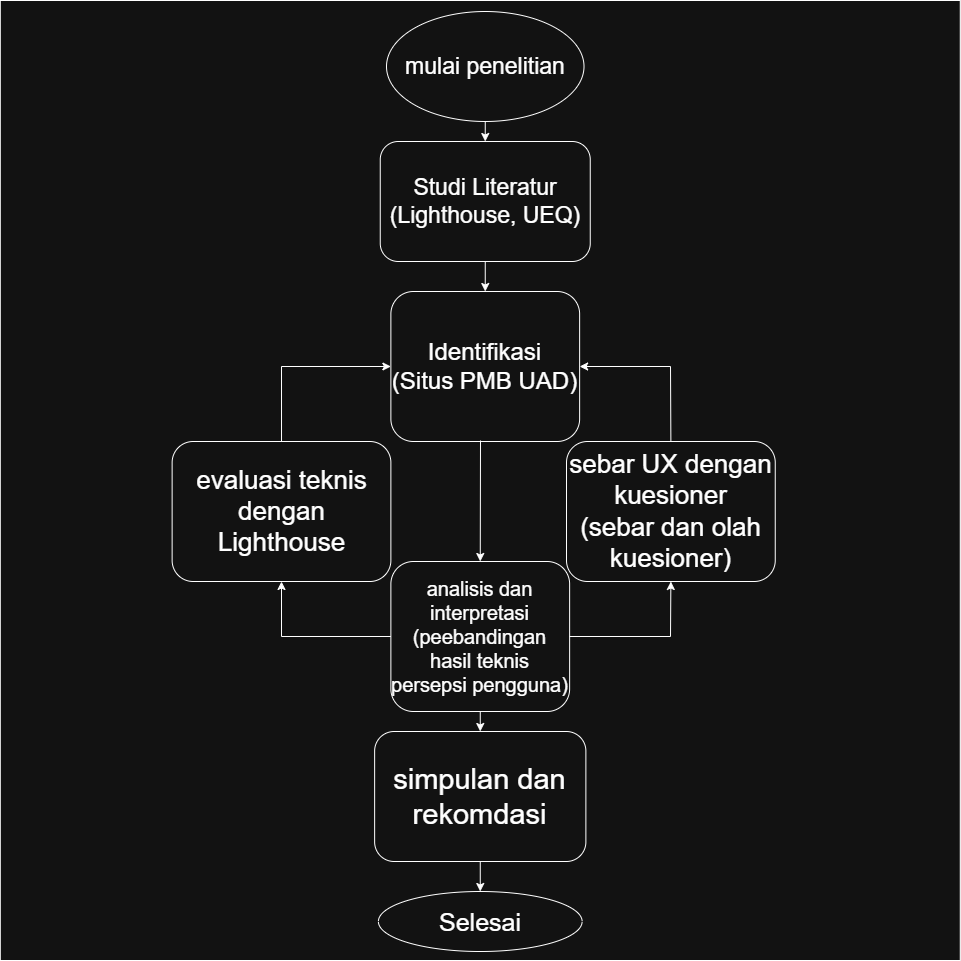 mulai penelitian
Studi Literatur
(Lighthouse, UEQ)
Identifikasi
(Situs PMB UAD)
evaluasi teknis
dengan
Lighthouse
sebar UX dengan
kuesioner
(sebar dan olah
kuesioner)
analisis dan
interpretasi
(peebandingan
hasil teknis
persepsi pengguna)
simpulan dan
rekomdasi
Selesai